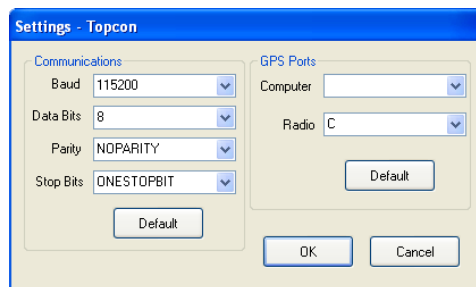 Settings - Topcon
Communications
Baud 115200
Data Bits 8
Parity NOPARITY
Stop Bits ONESTOPBIT
Default
GPS Ports
Computer
Radio C
Default
OK Cancel